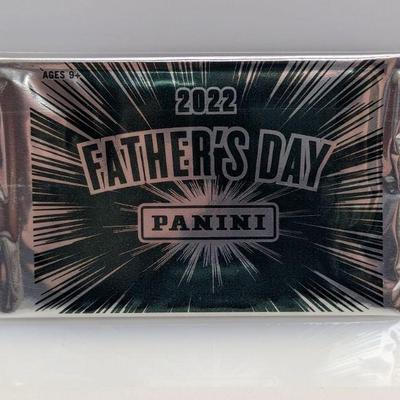 AGES 9+
2022
FATHER'S DAY
PANINI